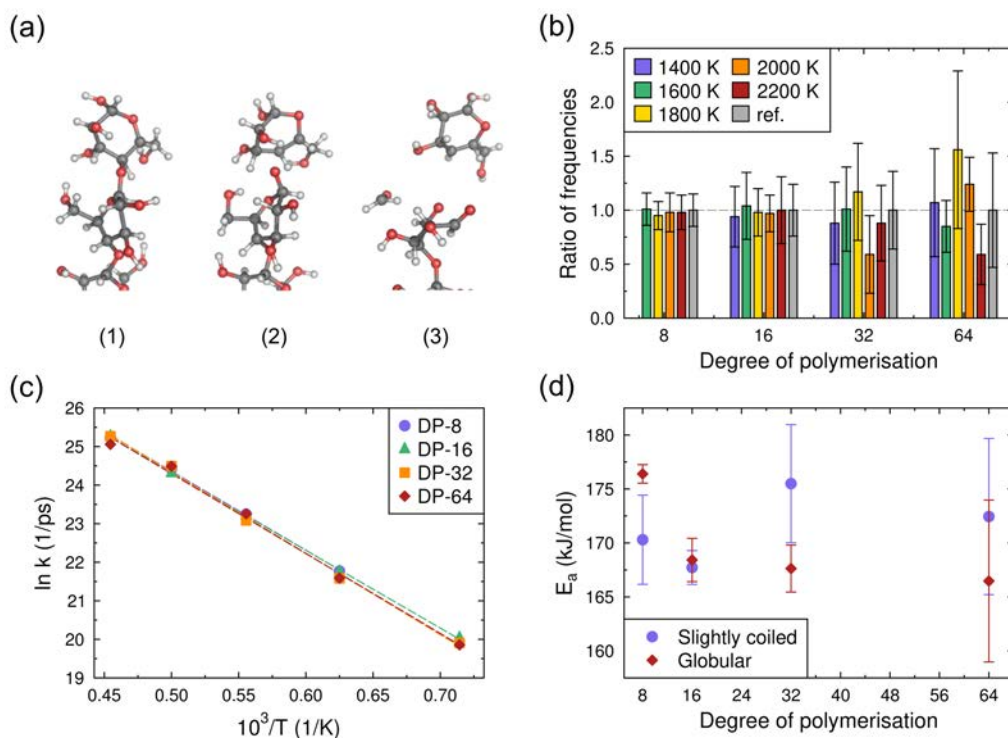 (a)
(1) (2) (3)
(b)
Ratio of frequencies
2.5
2.0
1.5
1.0
0.5
0.0
1400 K 2000 K
1600 K 2200 K
1800 K ref.
8 16 32 64
Degree of polymerisation
(c)
ln k (1/ps)
26
25
24
23
22
21
20
19
DP-8
DP-16
DP-32
DP-64
0.45 0.50 0.55 0.60 0.65 0.70
10³/T (1/K)
(d)
Eₐ (kJ/mol)
180
175
170
165
160
Slightly coiled
Globular
8 16 24 32 40 48 56 64
Degree of polymerisation